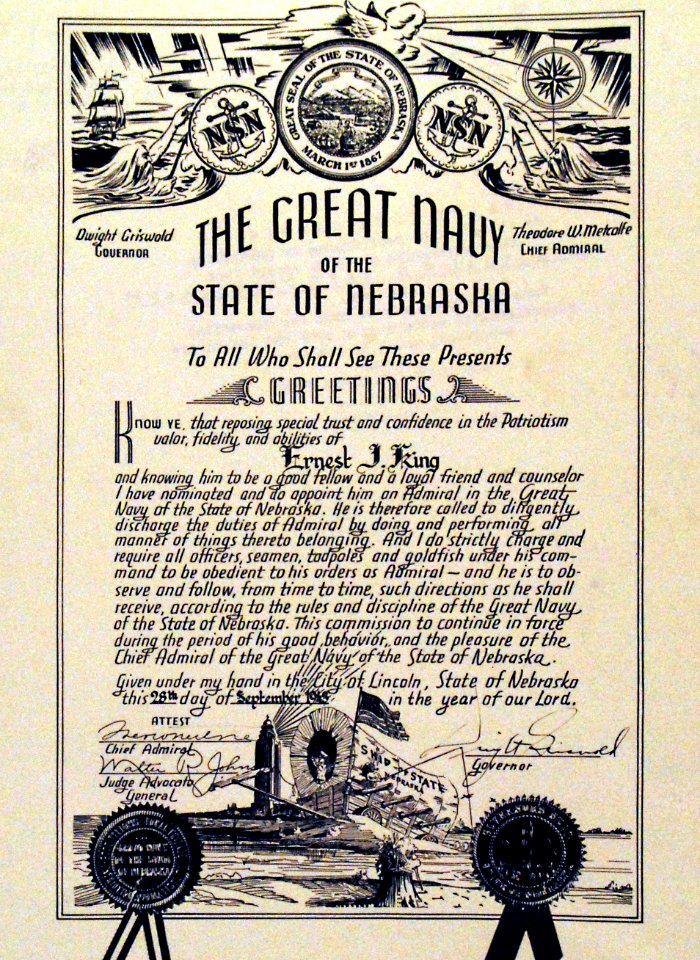 GREAT SEAL OF THE STATE OF NEBRASKA
MARCH 1ST 1867
NSN
NSN
Dwight Griswold
GOVERNOR
THE GREAT NAVY
Theodore W. Metcalfe
CHIEF ADMIRAL
OF THE
STATE OF NEBRASKA
To All Who Shall See These Presents
GREETINGS
KNOW YE, that reposing special trust and confidence in the Patriotism
valor, fidelity, and abilities of
Ernest J. King
and knowing him to be a good fellow and a loyal friend and counselor
I have nominated and do appoint him an Admiral in the Great
Navy of the State of Nebraska. He is therefore called to diligently
discharge the duties of Admiral by doing and performing all
manner of things thereto belonging. And I do strictly charge and
require all officers, seamen, tadpoles and goldfish under his com-
mand to be obedient to his orders as Admiral — and he is to ob-
serve and follow, from time to time, such directions as he shall
receive, according to the rules and discipline of the Great Navy
of the State of Nebraska. This commission to continue in force
during the period of his good behavior, and the pleasure of the
Chief Admiral of the Great Navy of the State of Nebraska.
Given under my hand in the City of Lincoln, State of Nebraska
this 28th day of September in the year of our Lord.
ATTEST
Chief Admiral
Walter R. Johnson
Judge Advocate
General
SHIP OF STATE
NEBRASKA
Dwight Griswold
Governor